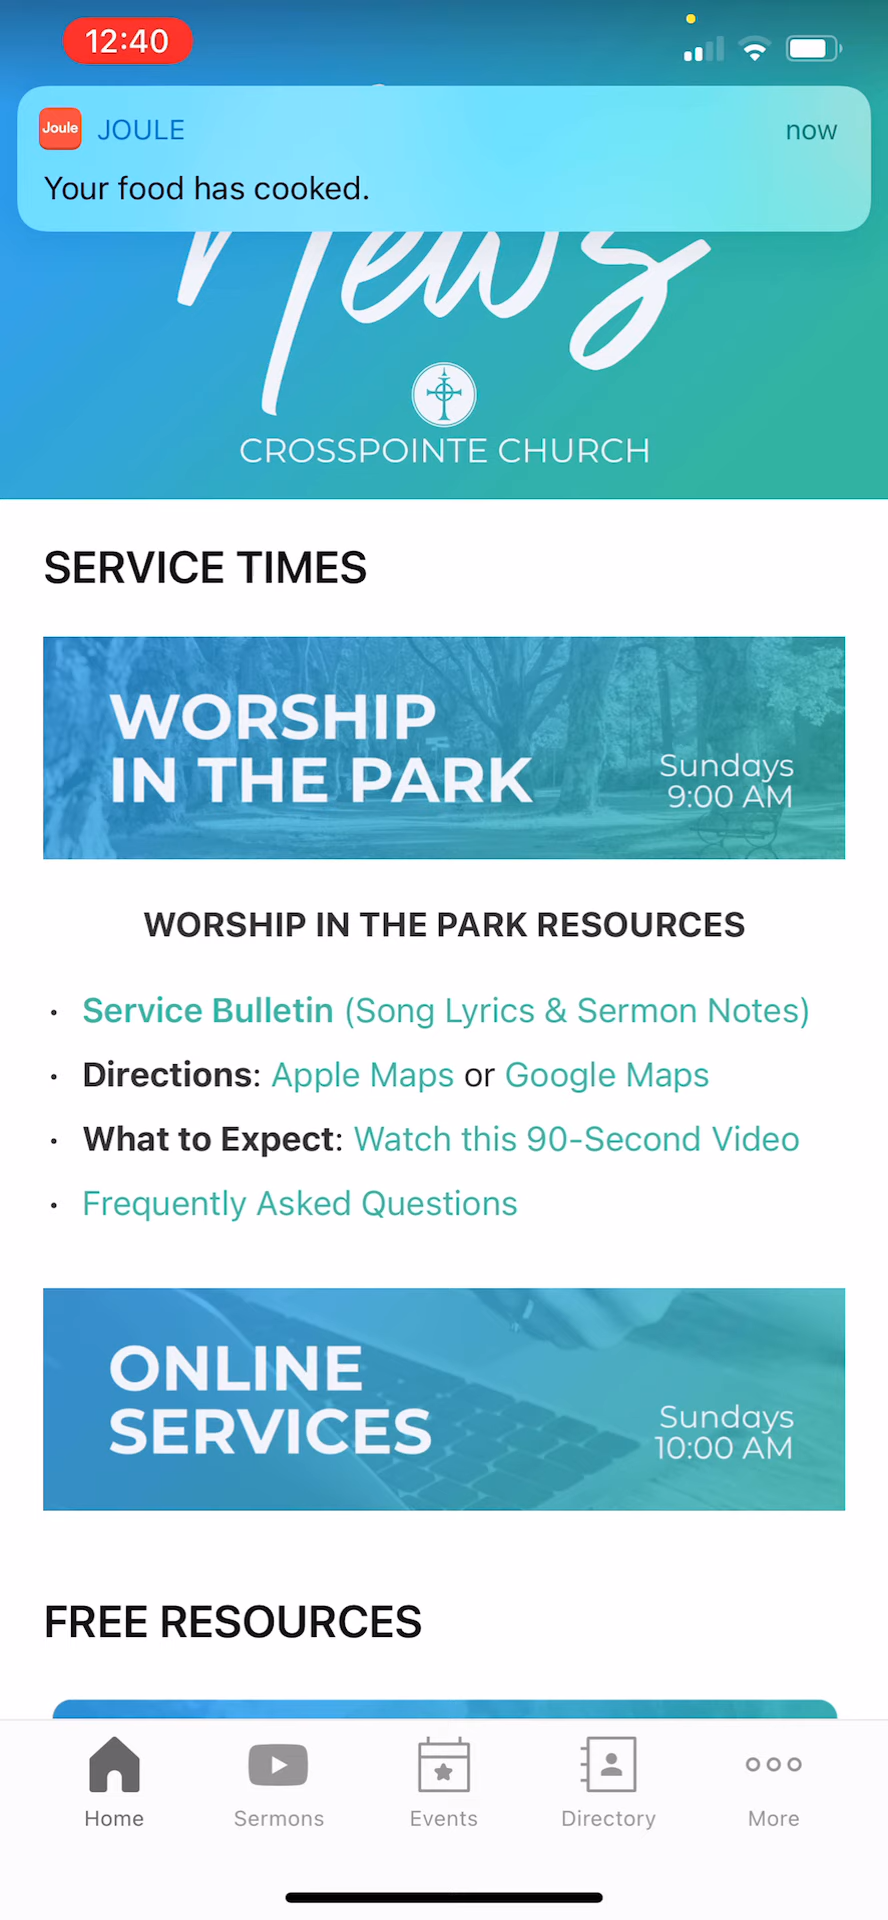 12:40
Joule
JOULE
now
Your food has cooked.
News
CROSSPOINTE CHURCH
SERVICE TIMES
WORSHIP
IN THE PARK
Sundays
9:00 AM
WORSHIP IN THE PARK RESOURCES
• Service Bulletin (Song Lyrics & Sermon Notes)
• Directions: Apple Maps or Google Maps
• What to Expect: Watch this 90-Second Video
• Frequently Asked Questions
ONLINE
SERVICES
Sundays
10:00 AM
FREE RESOURCES
Home
Sermons
Events
Directory
More